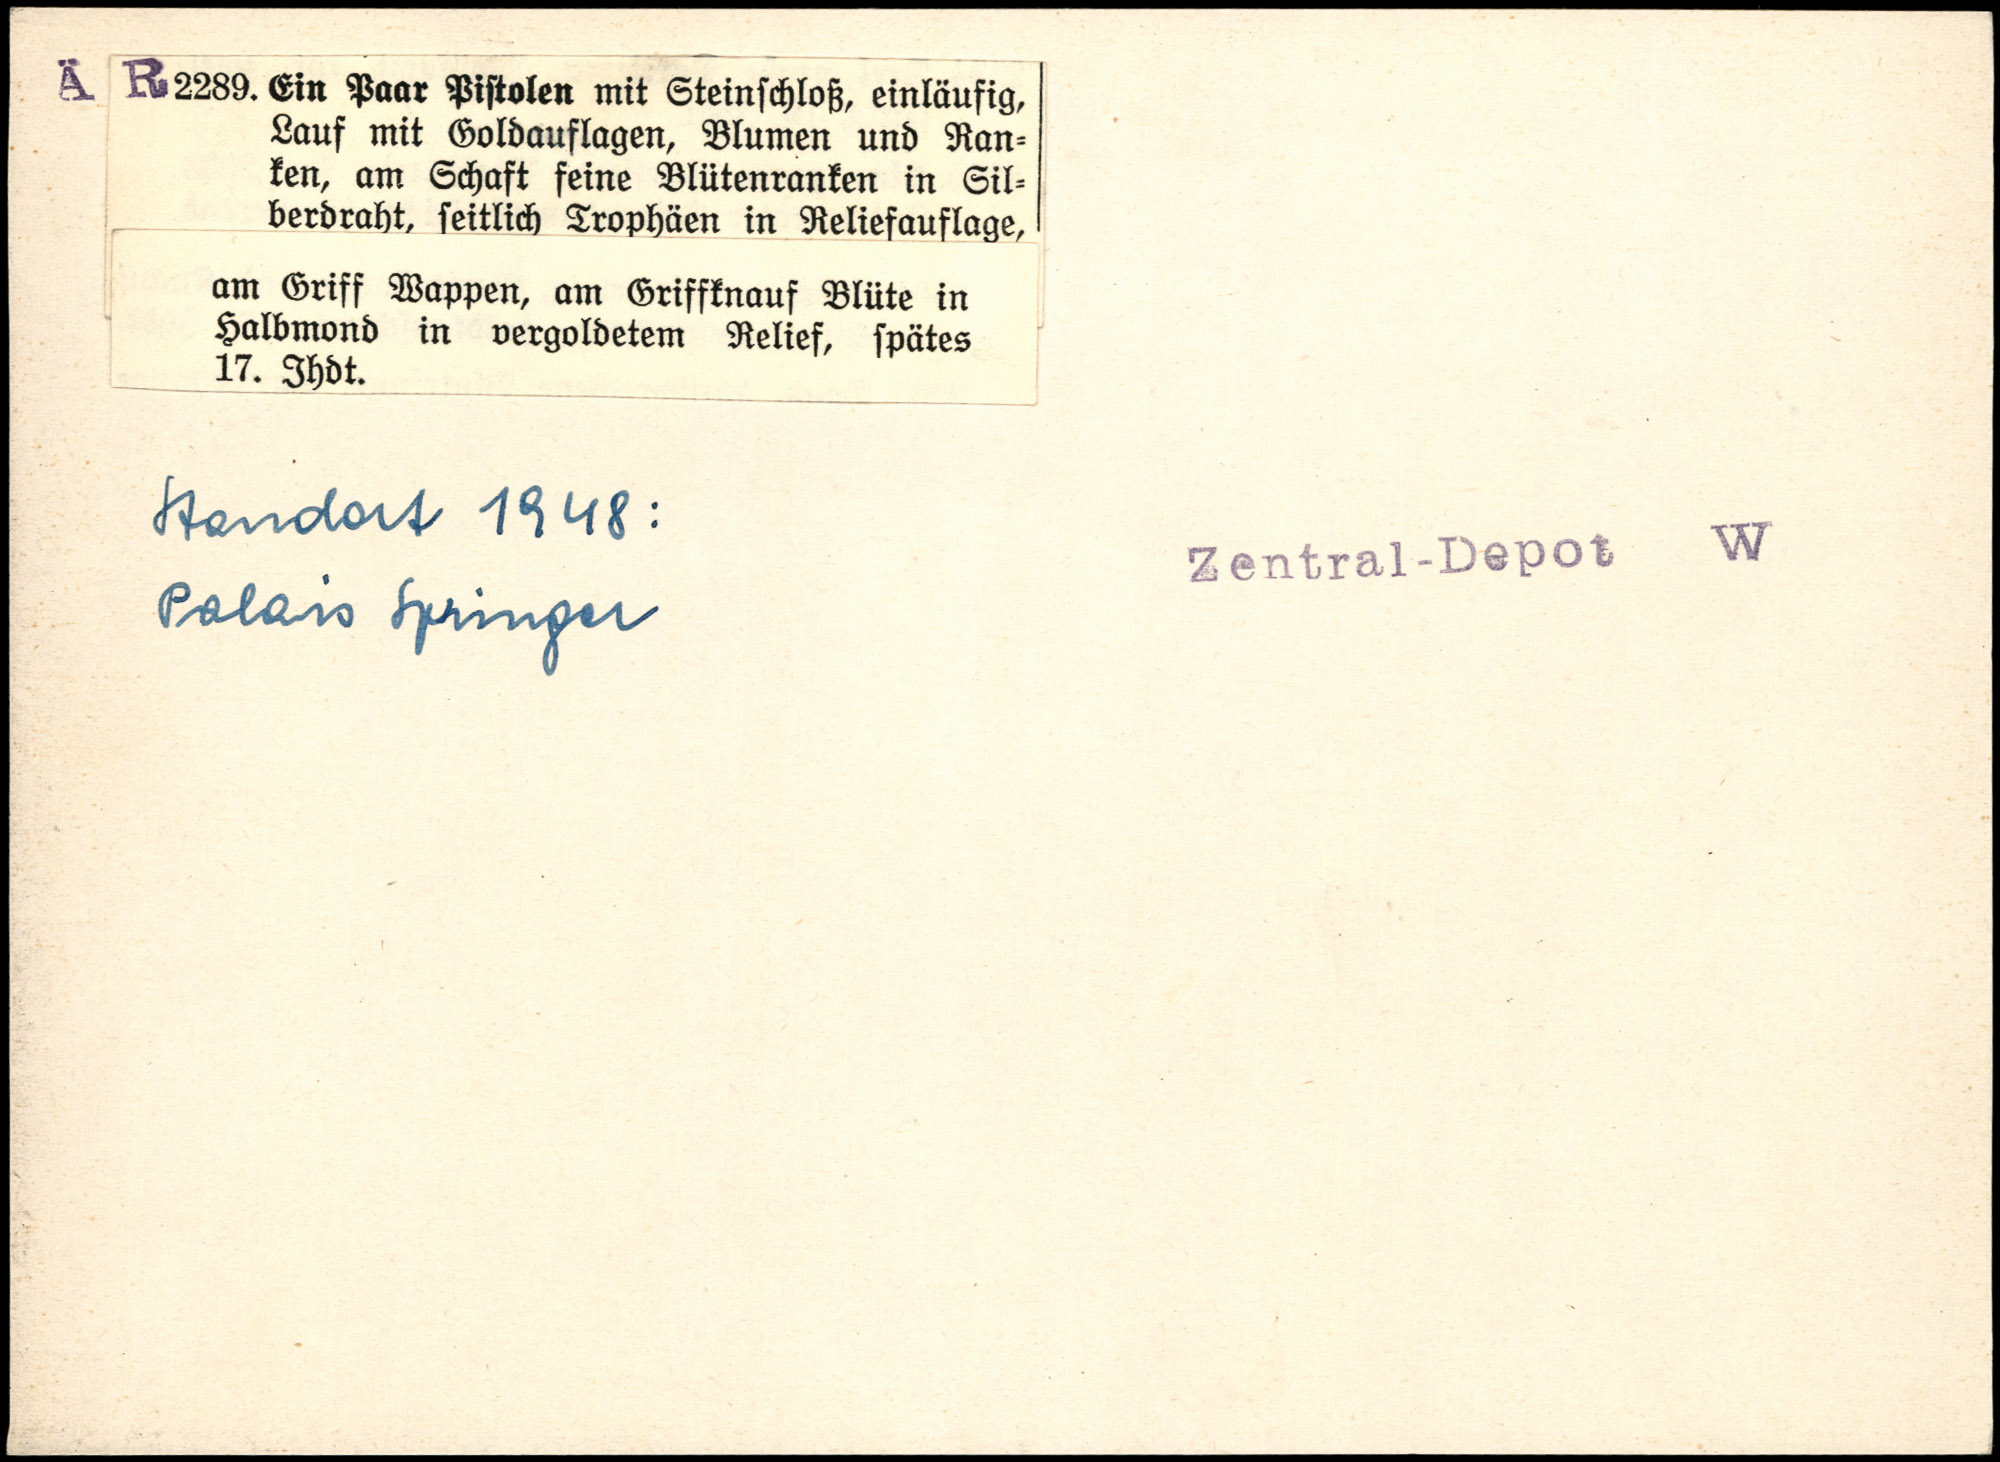 Ä R 2289. Ein Paar Piſtolen mit Steinſchloß, einläufig,
Lauf mit Goldauflagen, Blumen und Ran-
ken, am Schaft feine Blütenranken in Sil-
berdraht, ſeitlich Trophäen in Reliefauflage,
am Griff Wappen, am Griffknauf Blüte in
Halbmond in vergoldetem Relief, ſpätes
17. Jhdt.
Standort 1948:
Palais Springer
Zentral-Depot W